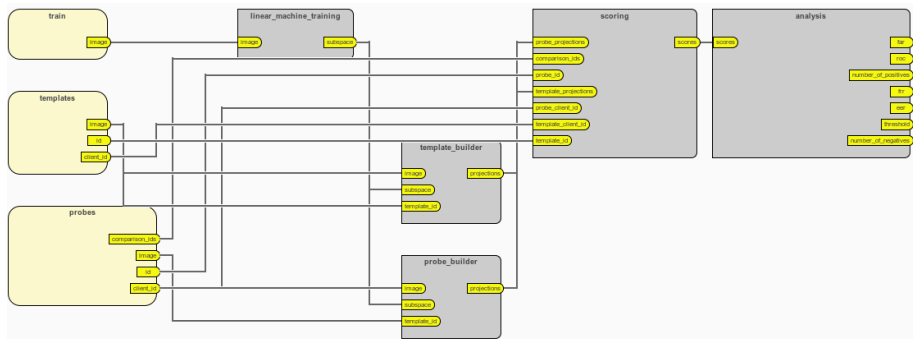 train
image
linear_machine_training
image
subspace
scoring
probe_projections
comparison_ids
probe_id
template_projections
probe_client_id
template_client_id
template_id
scores
analysis
scores
far
roc
number_of_positives
frr
eer
threshold
number_of_negatives
templates
image
id
client_id
template_builder
image
subspace
template_id
projections
probes
comparison_ids
image
id
client_id
probe_builder
image
subspace
template_id
projections